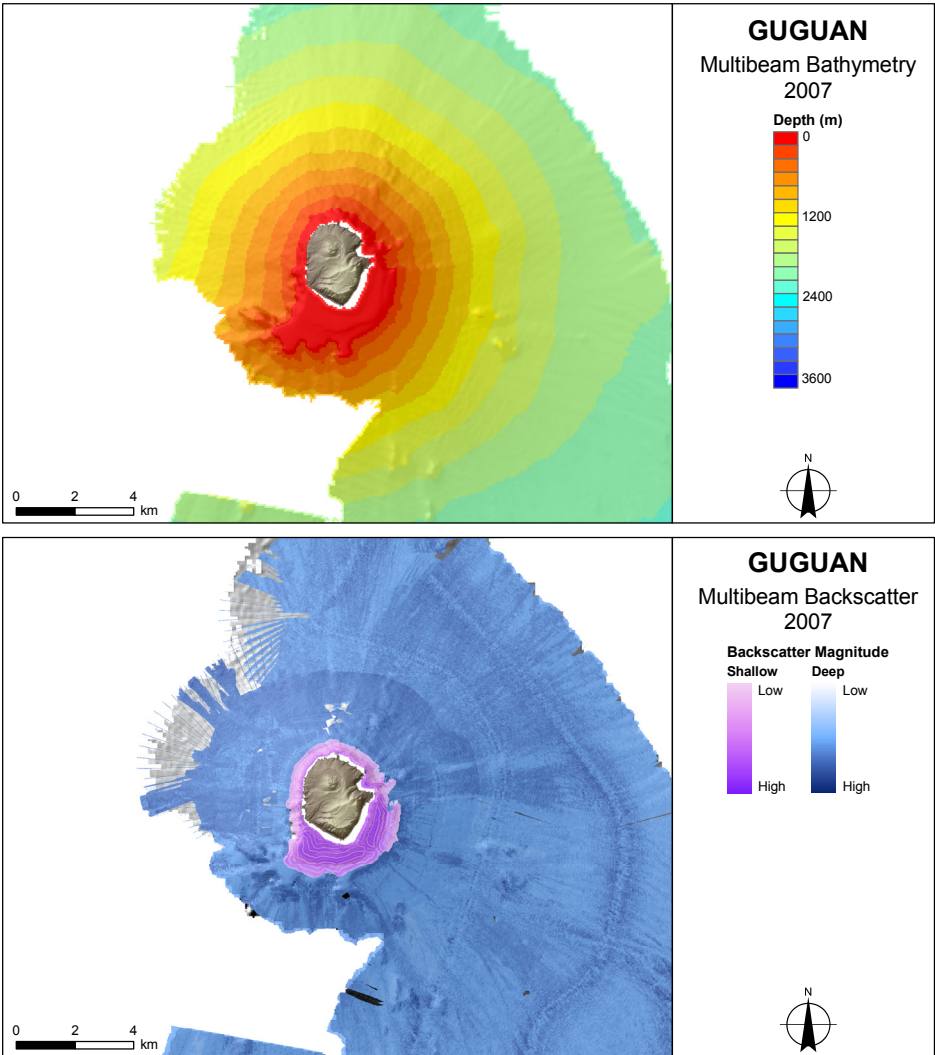 GUGUAN
Multibeam Bathymetry
2007
Depth (m)
0
1200
2400
3600
N
0 2 4
km
GUGUAN
Multibeam Backscatter
2007
Backscatter Magnitude
Shallow Deep
Low Low
High High
N
0 2 4
km